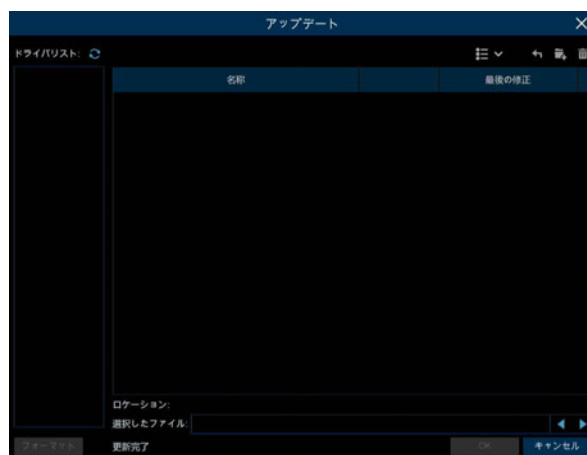 アップデート
ドライバリスト:
名称 最後の修正
ロケーション:
選択したファイル:
フォーマット 更新完了 OK キャンセル